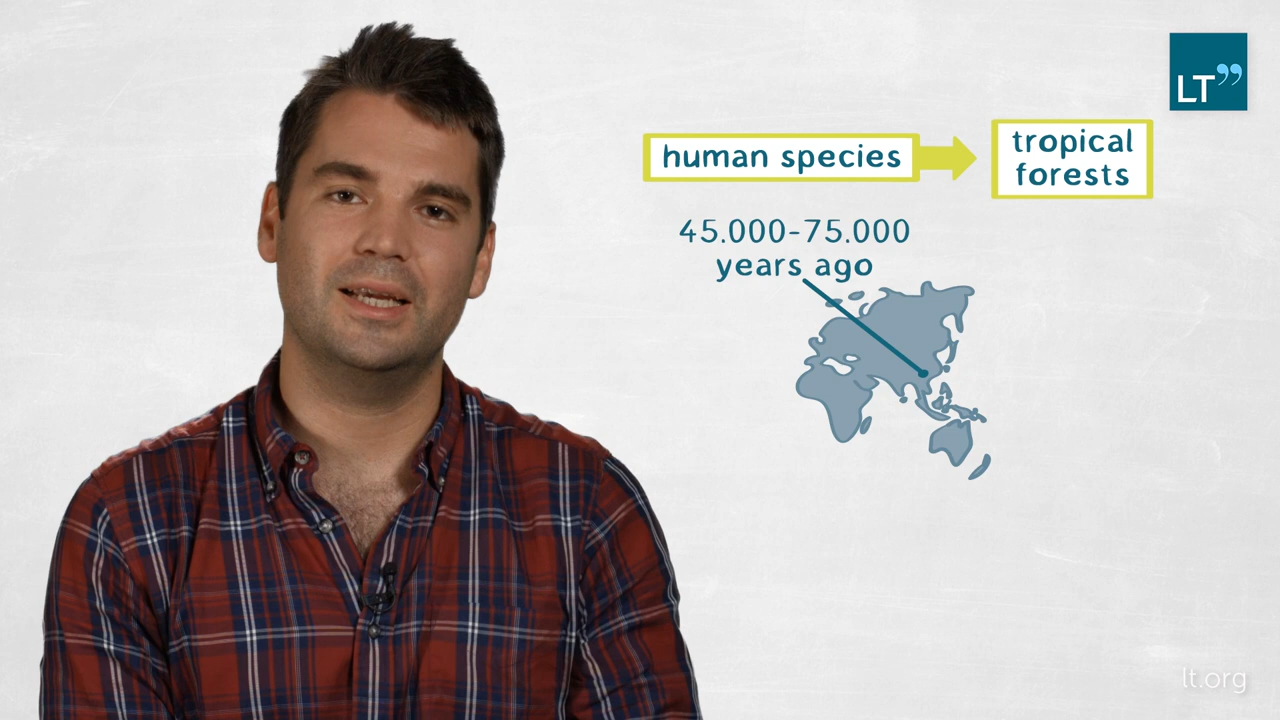 LT”
human species
tropical
forests
45.000-75.000
years ago
lt.org